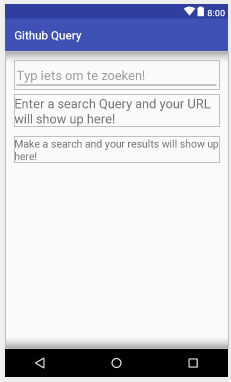 8:00
Github Query
Typ iets om te zoeken!
Enter a search Query and your URL
will show up here!
Make a search and your results will show up
here!